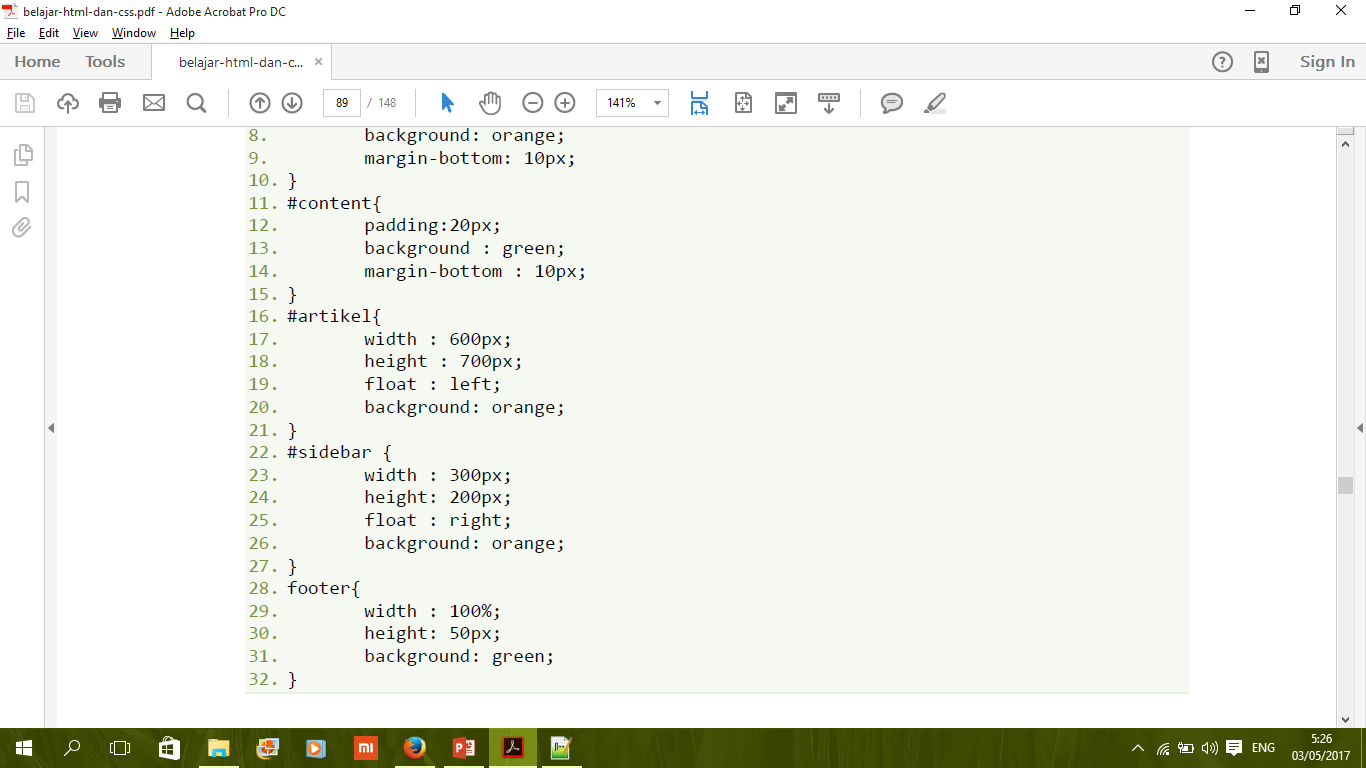 belajar-html-dan-css.pdf - Adobe Acrobat Pro DC
File Edit View Window Help
Home Tools belajar-html-dan-c... × Sign In
89 / 148 141%
8. background: orange;
9. margin-bottom: 10px;
10. }
11. #content{
12. padding:20px;
13. background : green;
14. margin-bottom : 10px;
15. }
16. #artikel{
17. width : 600px;
18. height : 700px;
19. float : left;
20. background: orange;
21. }
22. #sidebar {
23. width : 300px;
24. height: 200px;
25. float : right;
26. background: orange;
27. }
28. footer{
29. width : 100%;
30. height: 50px;
31. background: green;
32. }
mi
ENG
5:26
03/05/2017